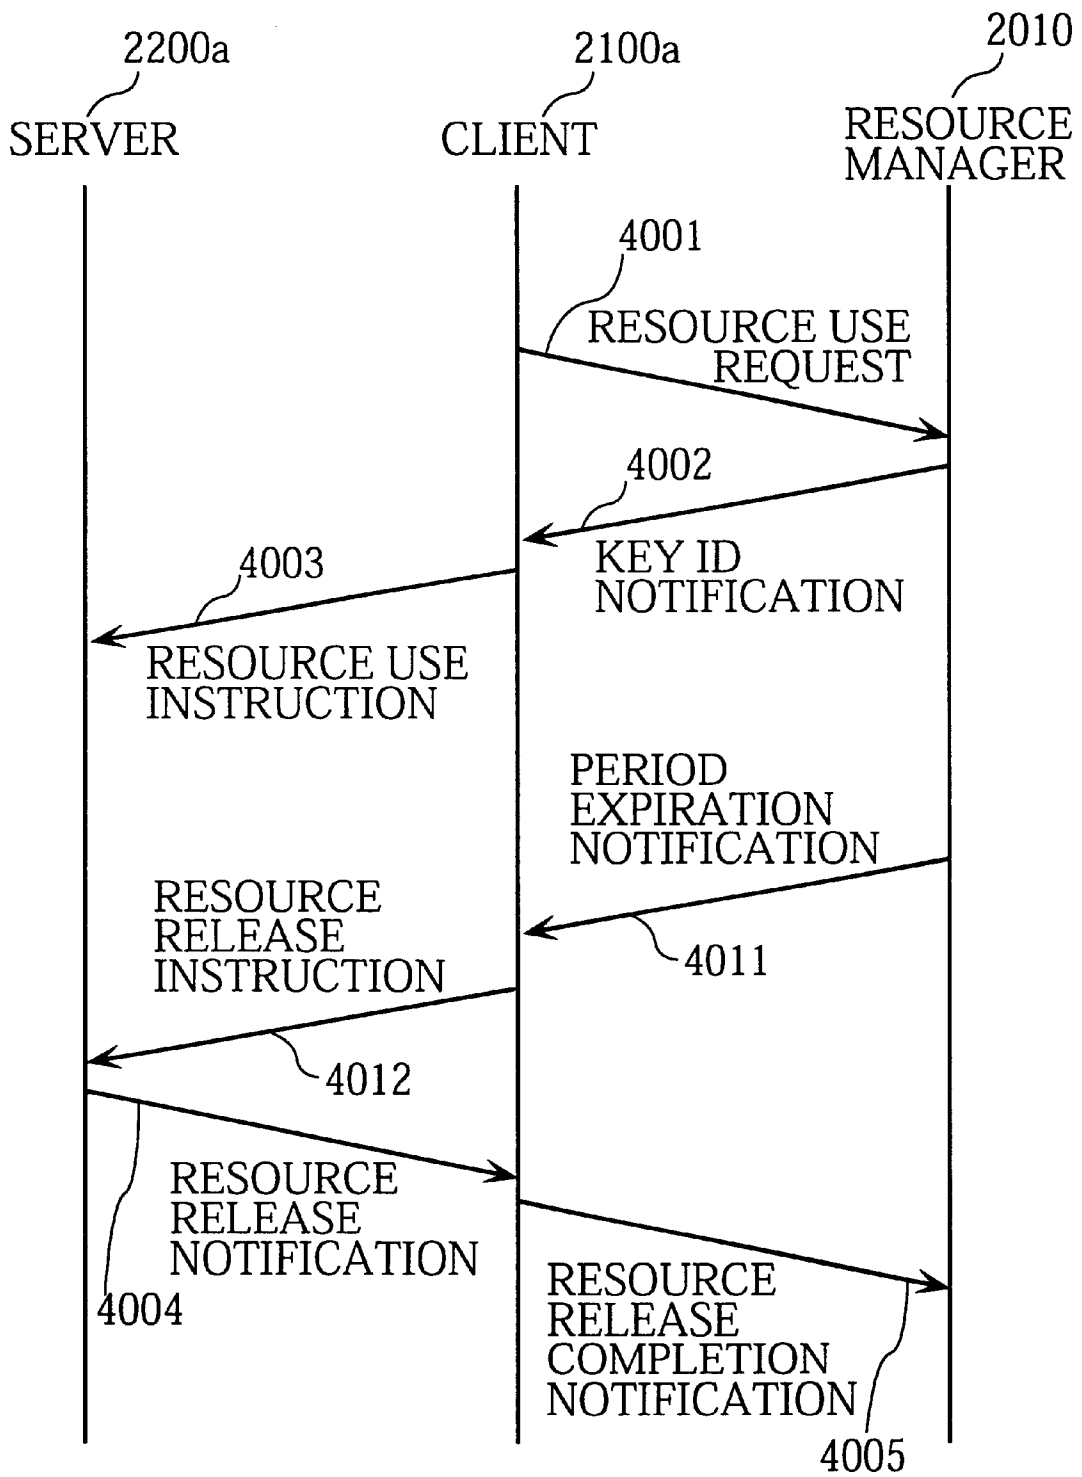 2200a
2100a
2010
SERVER
CLIENT
RESOURCE
MANAGER
4001
RESOURCE USE
REQUEST
4002
KEY ID
NOTIFICATION
4003
RESOURCE USE
INSTRUCTION
PERIOD
EXPIRATION
NOTIFICATION
4011
RESOURCE
RELEASE
INSTRUCTION
4012
RESOURCE
RELEASE
NOTIFICATION
4004
RESOURCE
RELEASE
COMPLETION
NOTIFICATION
4005